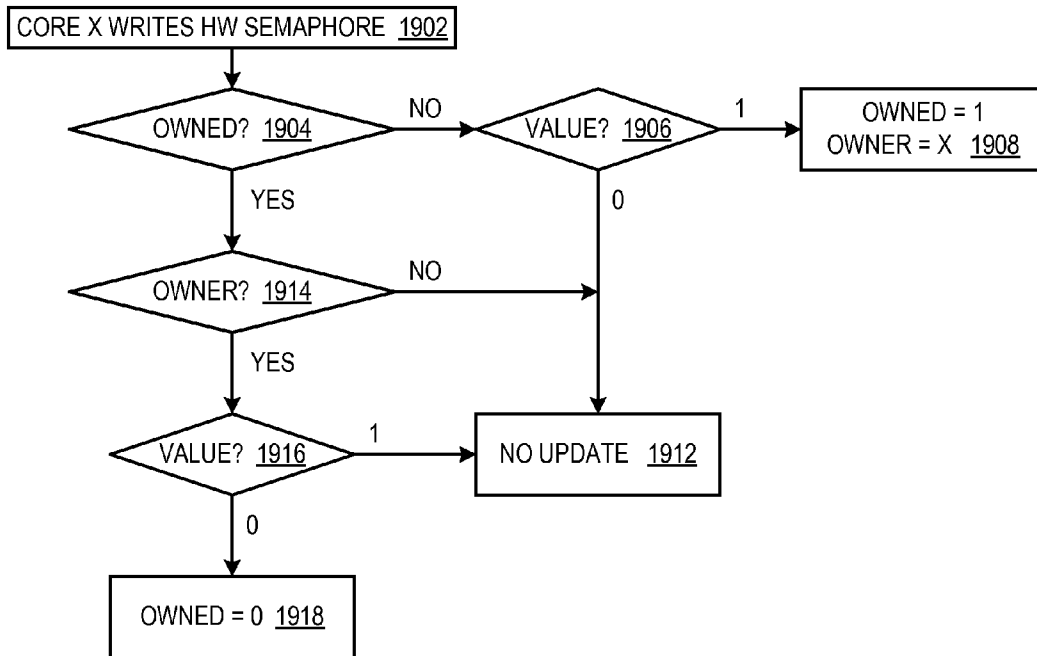 CORE X WRITES HW SEMAPHORE 1902
OWNED? 1904
NO
VALUE? 1906
1
OWNED = 1
OWNER = X 1908
YES
0
OWNER? 1914
NO
YES
VALUE? 1916
1
NO UPDATE 1912
0
OWNED = 0 1918